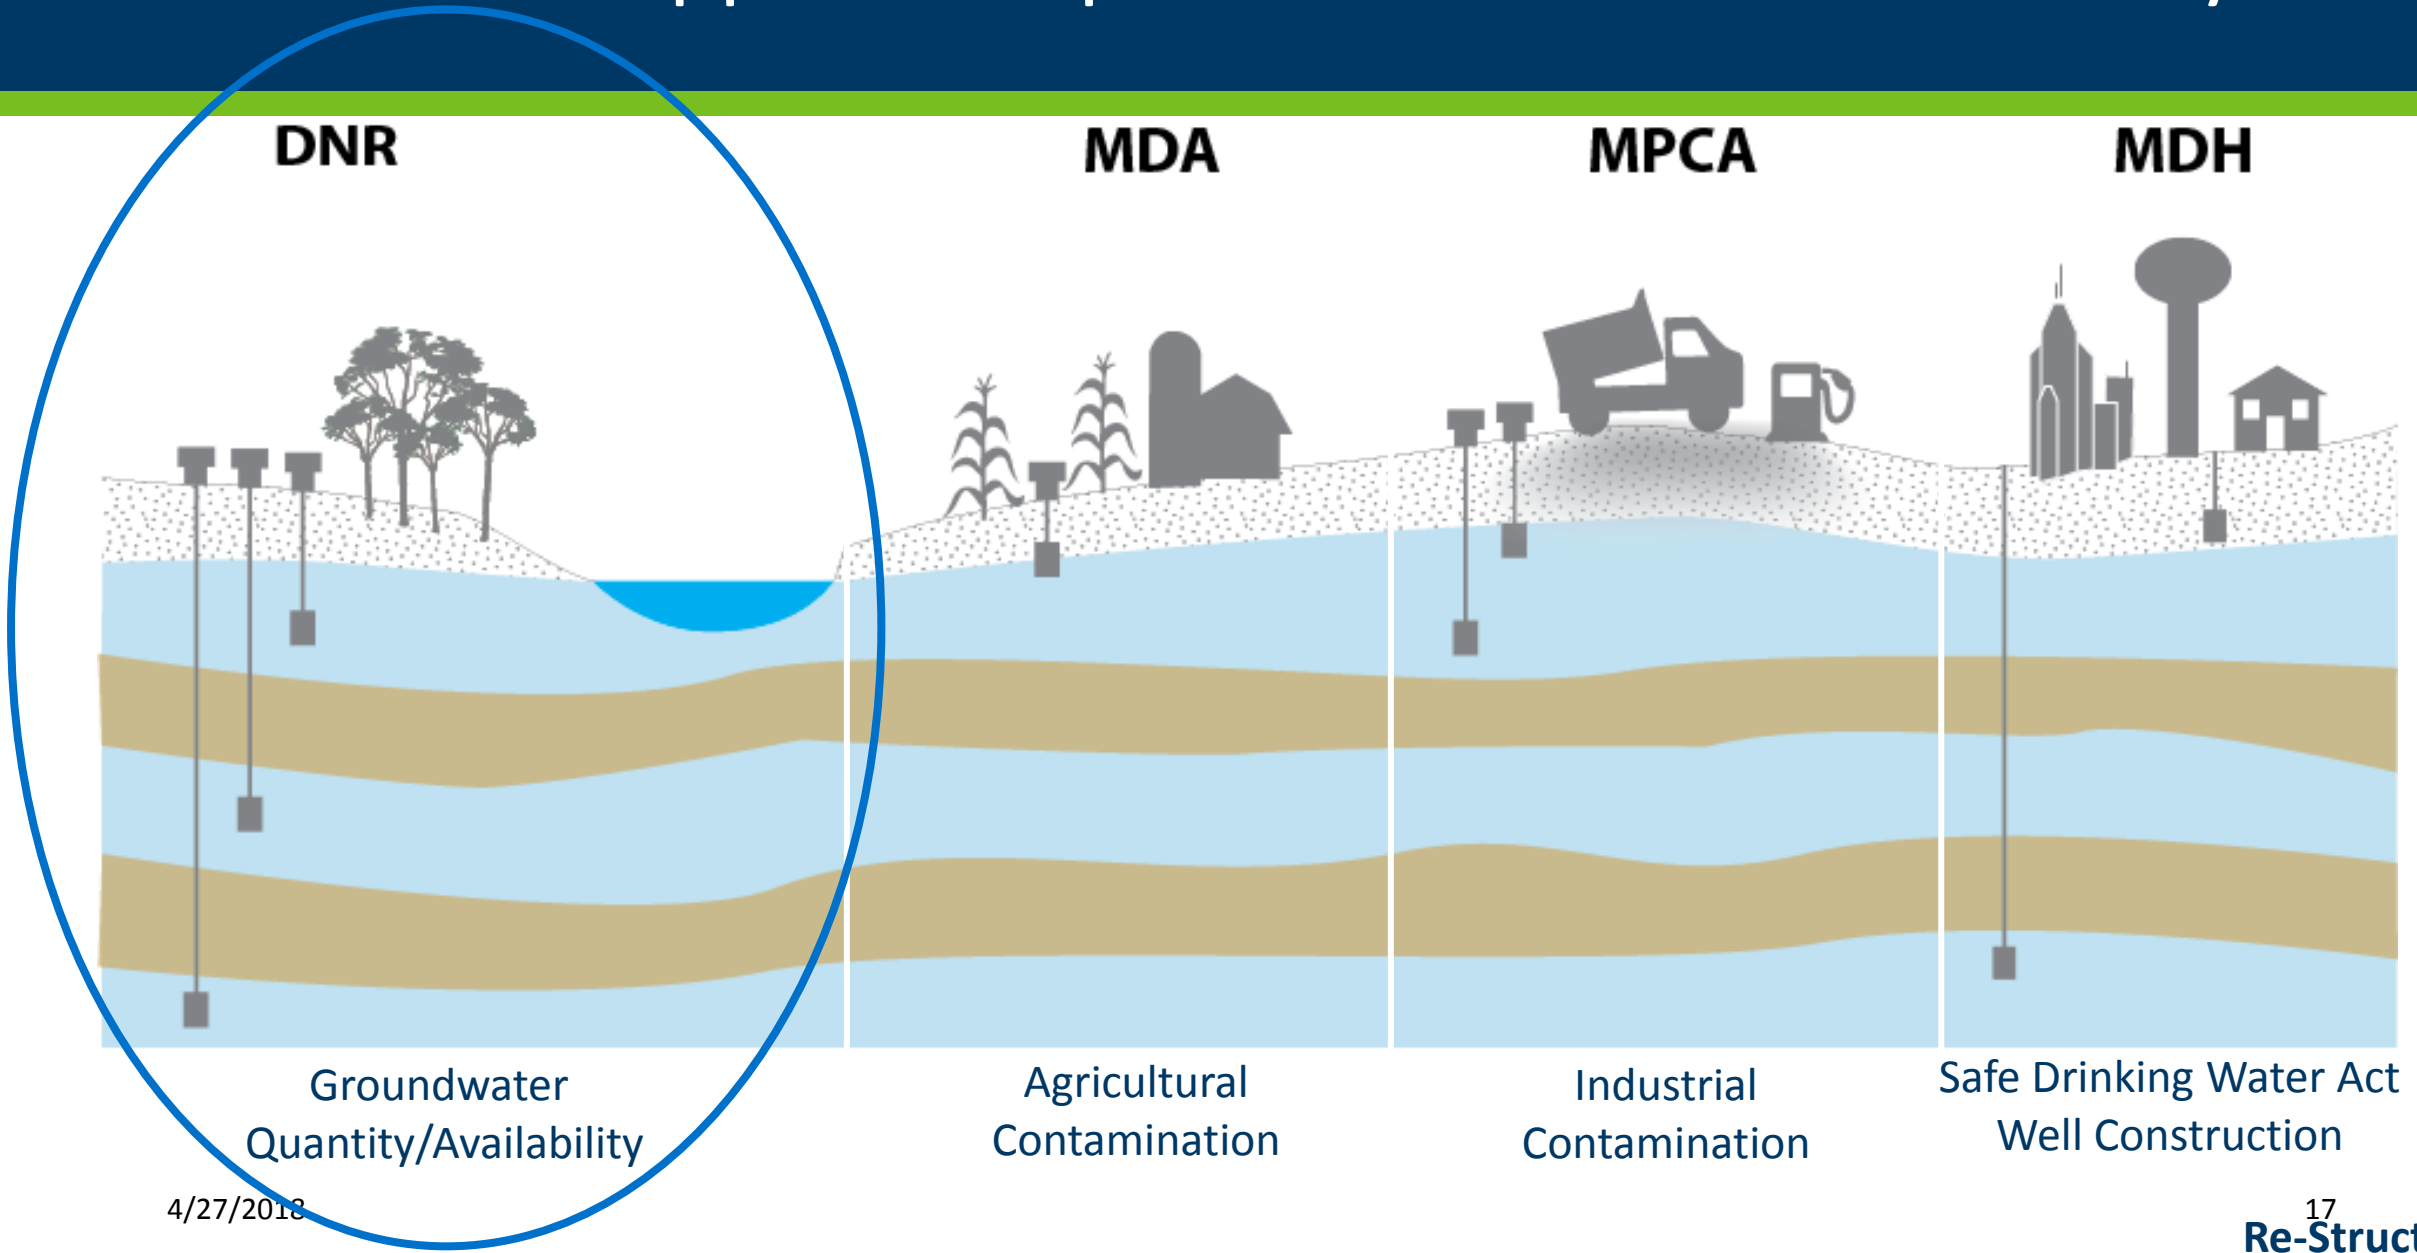 DNR
MDA
MPCA
MDH
Groundwater
Quantity/Availability
Agricultural
Contamination
Industrial
Contamination
Safe Drinking Water Act
Well Construction
4/27/2018
17